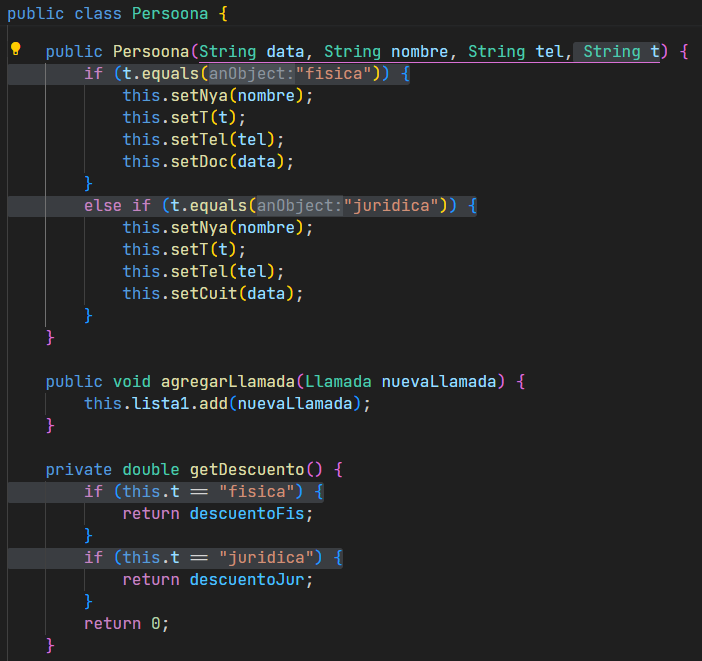 public class Persoona {
public Persoona(String data, String nombre, String tel, String t) {
if (t.equals(anObject:"fisica")) {
this.setNya(nombre);
this.setT(t);
this.setTel(tel);
this.setDoc(data);
}
else if (t.equals(anObject:"juridica")) {
this.setNya(nombre);
this.setT(t);
this.setTel(tel);
this.setCuit(data);
}
}
public void agregarLlamada(Llamada nuevaLlamada) {
this.lista1.add(nuevaLlamada);
}
private double getDescuento() {
if (this.t == "fisica") {
return descuentoFis;
}
if (this.t == "juridica") {
return descuentoJur;
}
return 0;
}